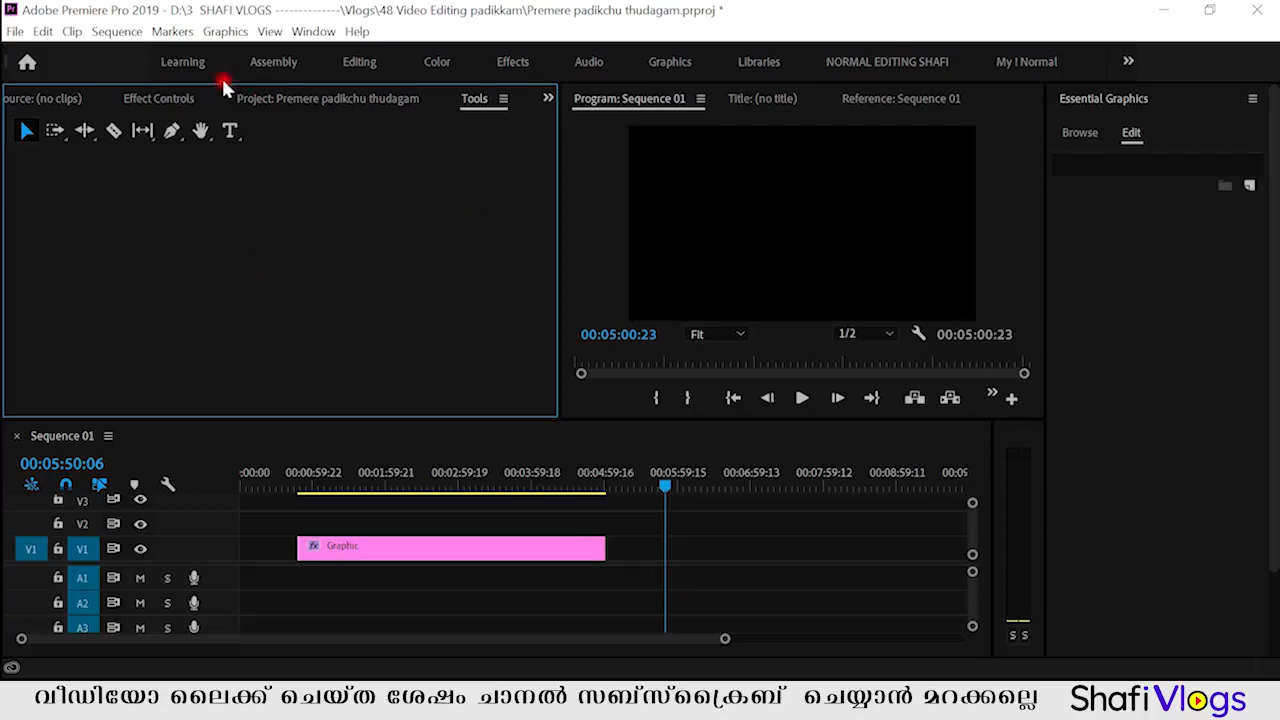 Adobe Premiere Pro 2019 - D:\3 SHAFI VLOGS -------------\Vlogs\48 Video Editing padikkam\Premere padikchu thudagam.prproj *
File Edit Clip Sequence Markers Graphics View Window Help
Learning Assembly Editing Color Effects Audio Graphics Libraries NORMAL EDITING SHAFI My ! Normal
ource: (no clips) Effect Controls Project: Premere padikchu thudagam Tools Program: Sequence 01 Title: (no title) Reference: Sequence 01 Essential Graphics
Browse Edit
00:05:00:23 Fit 1/2 00:05:00:23
× Sequence 01
00:05:50:06
:00:00 00:00:59:22 00:01:59:21 00:02:59:19 00:03:59:18 00:04:59:16 00:05:59:15 00:06:59:13 00:07:59:12 00:08:59:11 00:09
V3
V2
V1 V1 fx Graphic
A1 M S
A2 M S
A3 M S
S S
വീഡിയോ ലൈക്ക് ചെയ്ത ശേഷം ചാനൽ സബ്സ്ക്രൈബ് ചെയ്യാൻ മറക്കല്ലെ
Shafi Vlogs